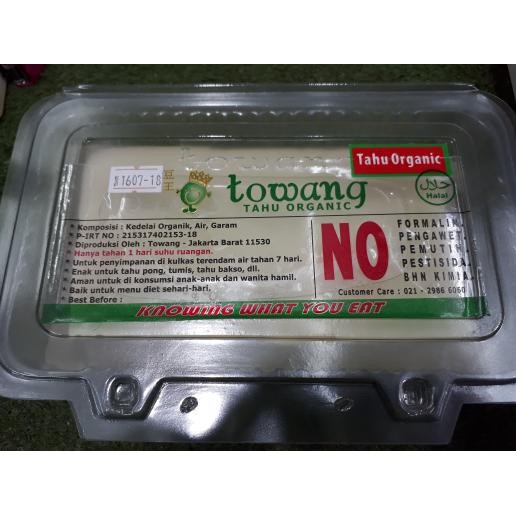 towang
Tahu Organic
1607-18
towang
TAHU ORGANIC
حلال
Halal
* Komposisi : Kedelai Organik, Air, Garam
* P-IRT NO : 215317402153-18
* Diproduksi Oleh : Towang - Jakarta Barat 11530
* Hanya tahan 1 hari suhu ruangan.
* Untuk penyimpanan di kulkas terendam air tahan 7 hari.
* Enak untuk tahu pong, tumis, tahu bakso, dll.
* Aman untuk di konsumsi anak-anak dan wanita hamil.
* Baik untuk menu diet sehari-hari.
* Best Before :
NO
FORMALIN.
PENGAWET.
PEMUTIH.
PESTISIDA.
BHN KIMIA.
Customer Care : 021 - 2986 6060
KNOWING WHAT YOU EAT